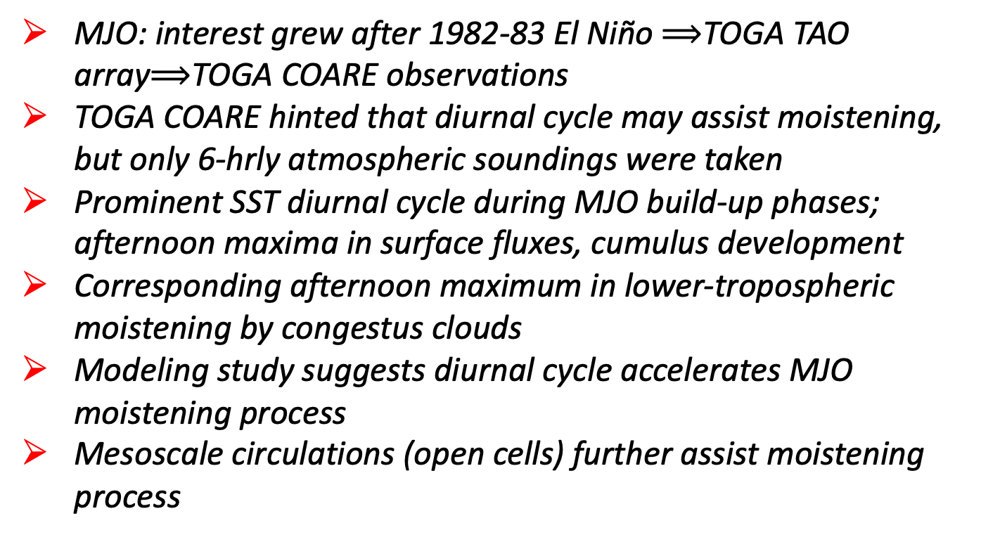 ➢ MJO: interest grew after 1982-83 El Niño ⟹TOGA TAO
array⟹TOGA COARE observations
➢ TOGA COARE hinted that diurnal cycle may assist moistening,
but only 6-hrly atmospheric soundings were taken
➢ Prominent SST diurnal cycle during MJO build-up phases;
afternoon maxima in surface fluxes, cumulus development
➢ Corresponding afternoon maximum in lower-tropospheric
moistening by congestus clouds
➢ Modeling study suggests diurnal cycle accelerates MJO
moistening process
➢ Mesoscale circulations (open cells) further assist moistening
process